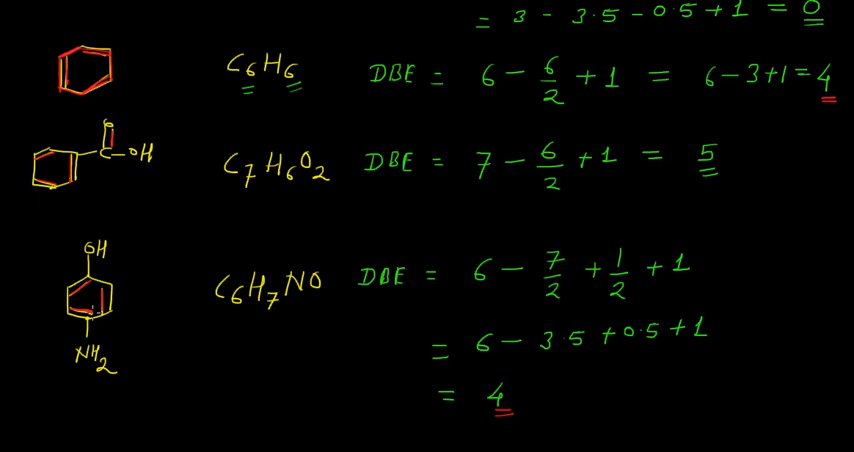 = 3 - 3.5 - 0.5 + 1 = 0
C6H6 DBE = 6 - 6/2 + 1 = 6 - 3 + 1 = 4
O
C-OH C7H6O2 DBE = 7 - 6/2 + 1 = 5
OH
C6H7NO DBE = 6 - 7/2 + 1/2 + 1
NH2 = 6 - 3.5 + 0.5 + 1
= 4